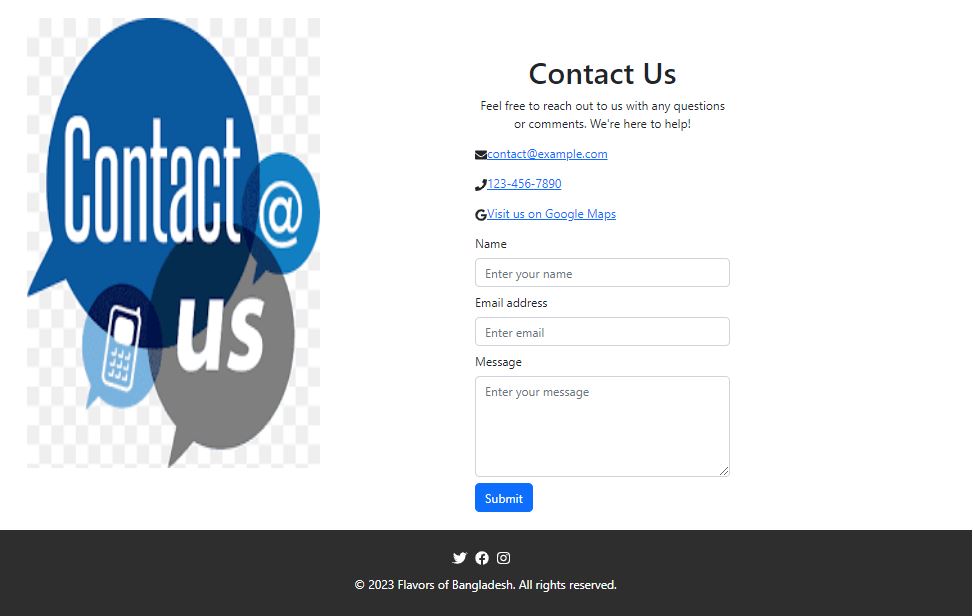 Contact
@
us
Contact Us
Feel free to reach out to us with any questions
or comments. We're here to help!
contact@example.com
123-456-7890
Visit us on Google Maps
Name
Enter your name
Email address
Enter email
Message
Enter your message
Submit
© 2023 Flavors of Bangladesh. All rights reserved.